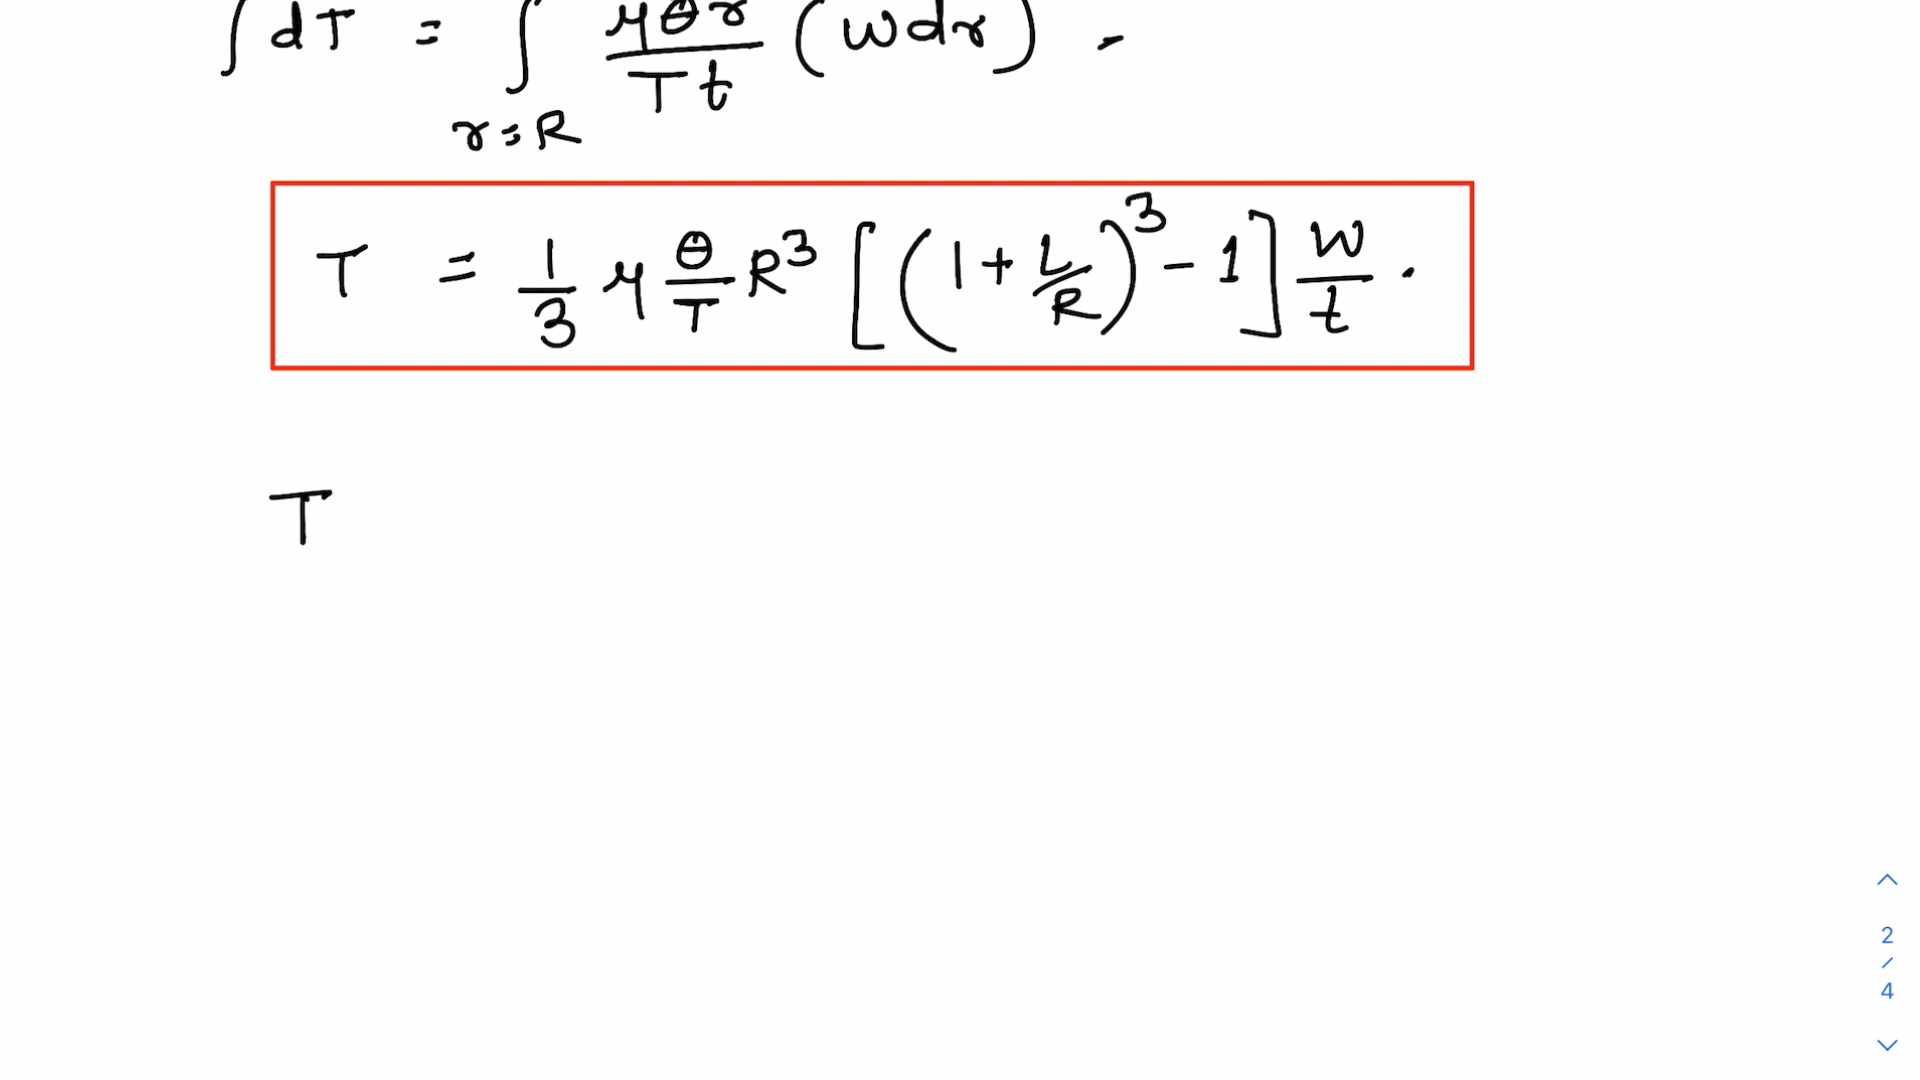 ∫ dT = ∫ μθr/Tt (w dr) .
r = R
T = 1/3 μ θ/T R³ [(1 + L/R)³ - 1] w/t .
T
2
/
4